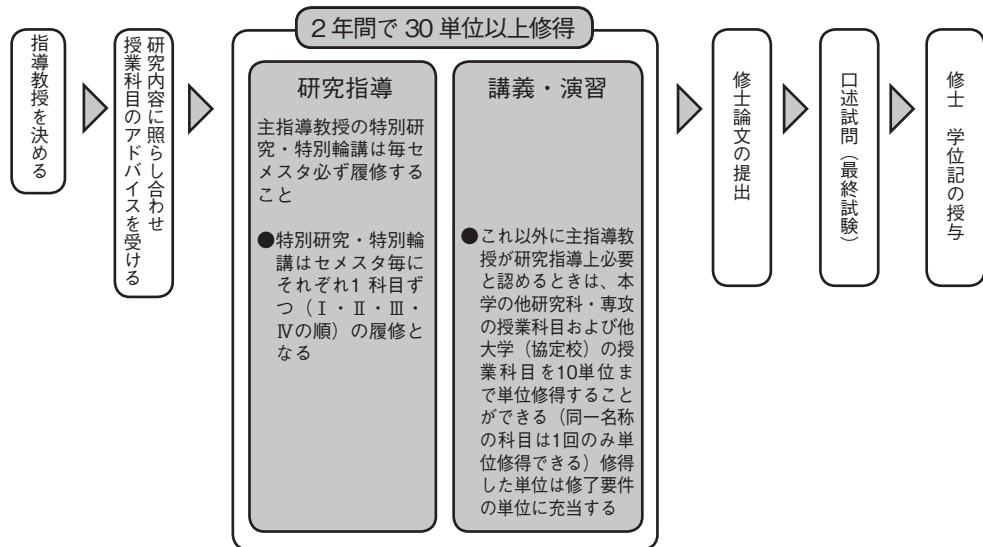 指導教授を決める
研究内容に照らし合わせ
授業科目のアドバイスを受ける
2年間で30単位以上修得
研究指導
主指導教授の特別研
究・特別輪講は毎セ
メスタ必ず履修する
こと
●特別研究・特別輪
講はセメスタ毎に
それぞれ1 科目ず
つ（Ⅰ・Ⅱ・Ⅲ・
Ⅳの順）の履修と
なる
講義・演習
●これ以外に主指導教
授が研究指導上必要
と認めるときは、本
学の他研究科・専攻
の授業科目および他
大学（協定校）の授
業科目を10単位ま
で単位修得すること
ができる（同一名称
の科目は1回のみ単
位修得できる）修得
した単位は修了要件
の単位に充当する
修士論文の提出
口述試問（最終試験）
修士　学位記の授与